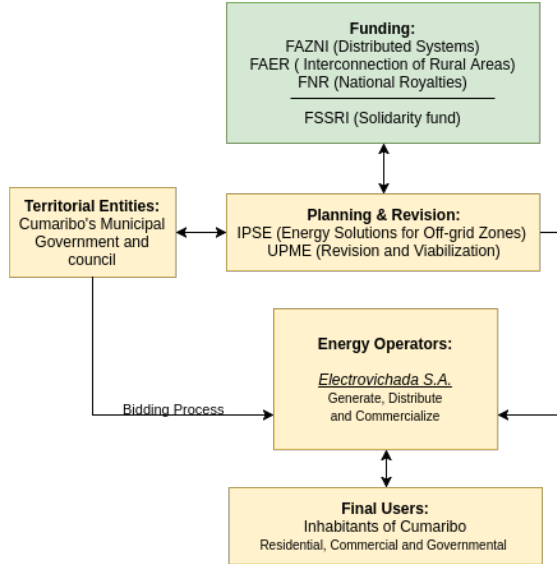 Funding:
FAZNI (Distributed Systems)
FAER ( Interconnection of Rural Areas)
FNR (National Royalties)
FSSRI (Solidarity fund)
Territorial Entities:
Cumaribo's Municipal
Government and
council
Planning & Revision:
IPSE (Energy Solutions for Off-grid Zones)
UPME (Revision and Viabilization)
Energy Operators:
Electrovichada S.A.
Generate, Distribute
and Commercialize
Bidding Process
Final Users:
Inhabitants of Cumaribo
Residential, Commercial and Governmental